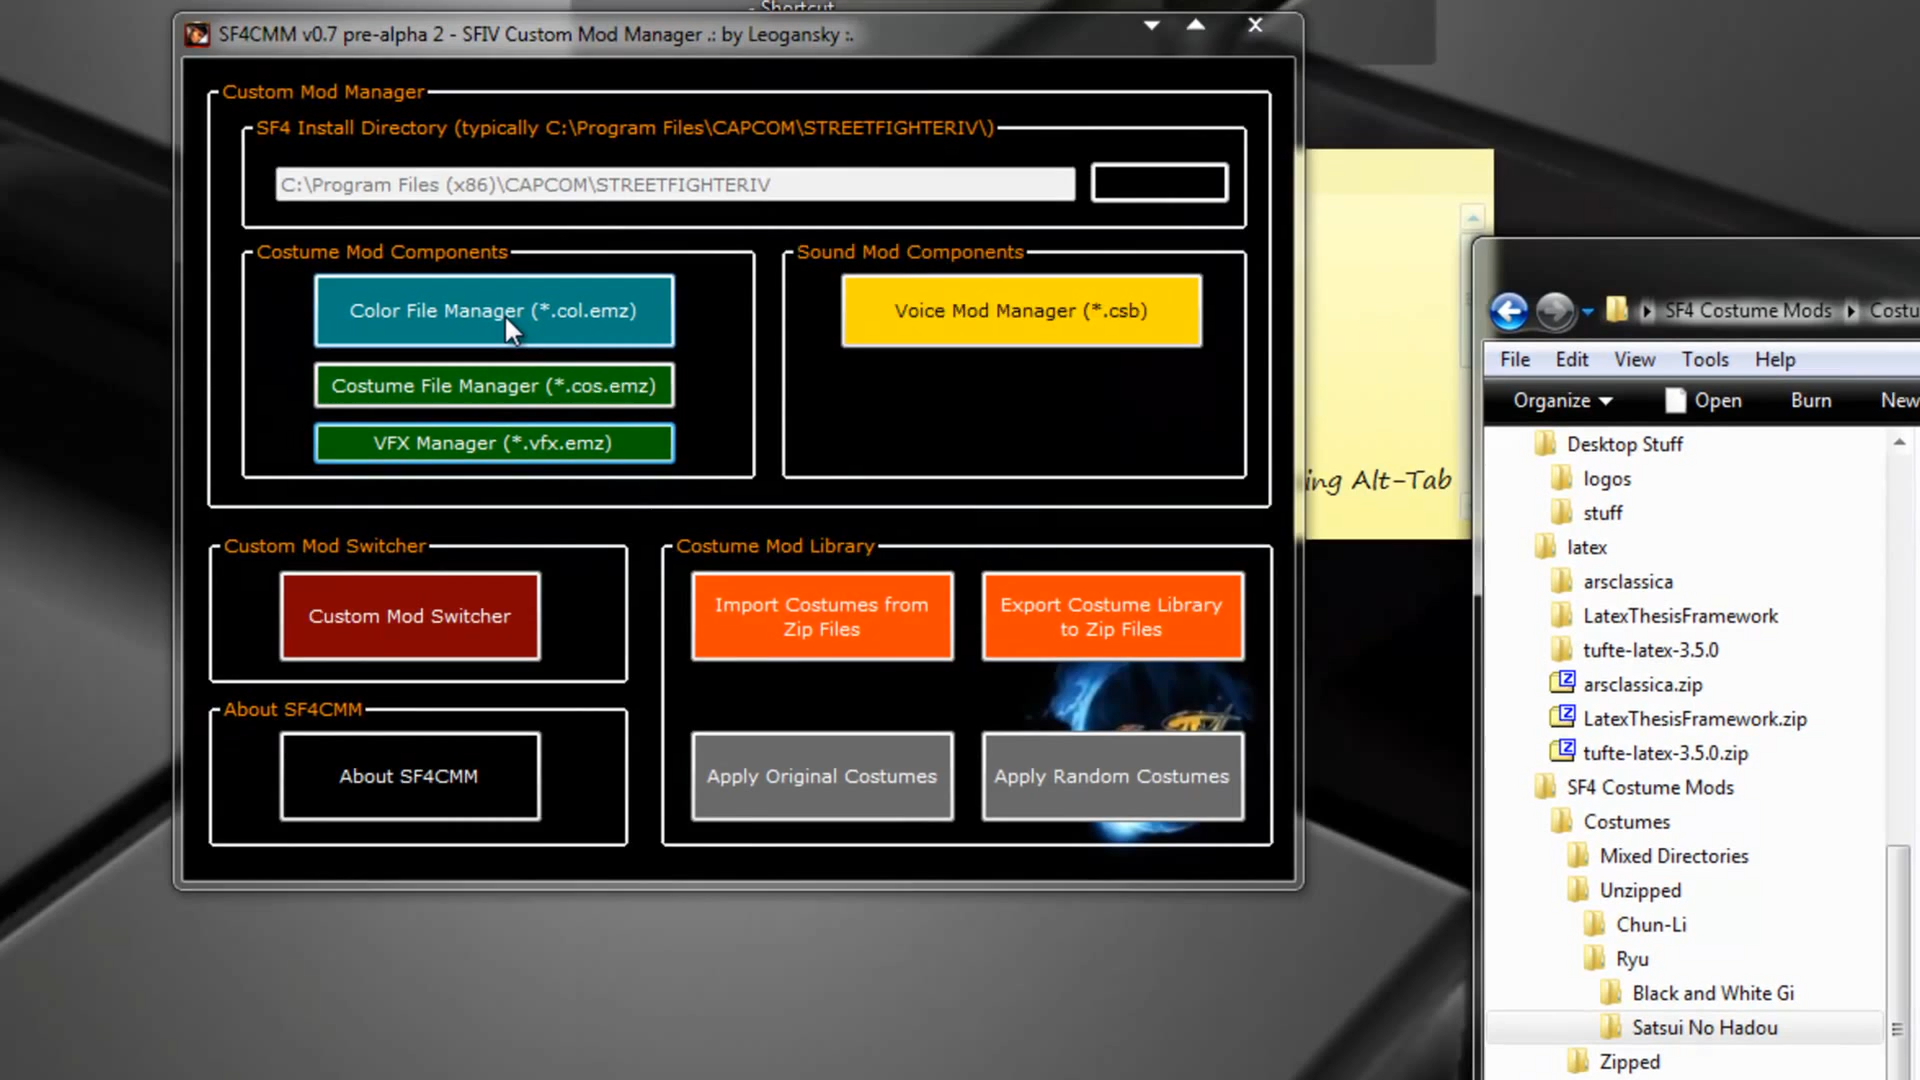 - Shortcut
SF4CMM v0.7 pre-alpha 2 - SFIV Custom Mod Manager .: by Leogansky :.
Custom Mod Manager
SF4 Install Directory (typically C:\Program Files\CAPCOM\STREETFIGHTERIV\)
C:\Program Files (x86)\CAPCOM\STREETFIGHTERIV
Costume Mod Components
Color File Manager (*.col.emz)
Costume File Manager (*.cos.emz)
VFX Manager (*.vfx.emz)
Sound Mod Components
Voice Mod Manager (*.csb)
Custom Mod Switcher
Custom Mod Switcher
About SF4CMM
About SF4CMM
Costume Mod Library
Import Costumes from
Zip Files
Export Costume Library
to Zip Files
Apply Original Costumes
Apply Random Costumes
ing Alt-Tab
SF4 Costume Mods Costu
File Edit View Tools Help
Organize Open Burn New
Desktop Stuff
logos
stuff
latex
arsclassica
LatexThesisFramework
tufte-latex-3.5.0
arsclassica.zip
LatexThesisFramework.zip
tufte-latex-3.5.0.zip
SF4 Costume Mods
Costumes
Mixed Directories
Unzipped
Chun-Li
Ryu
Black and White Gi
Satsui No Hadou
Zipped